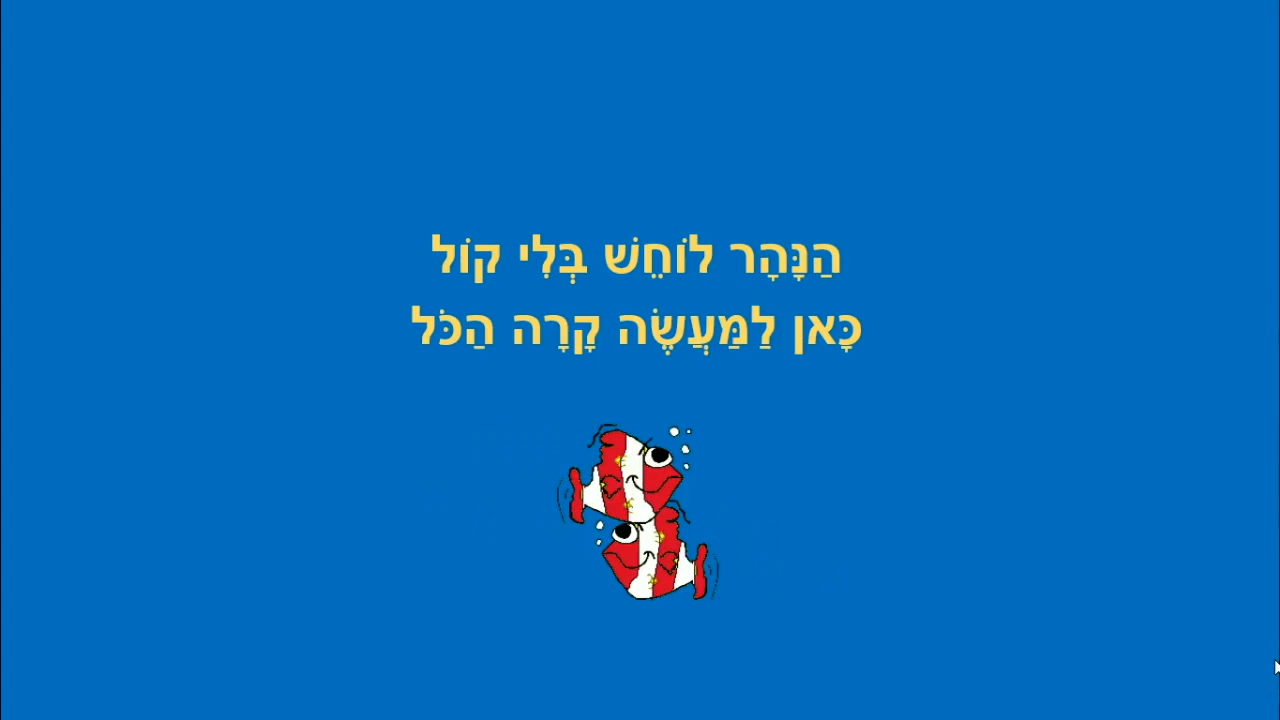 הַנָּהָר לוֹחֵשׁ בְּלִי קוֹל
כָּאן לַמַּעֲשֶׂה קָרָה הַכֹּל